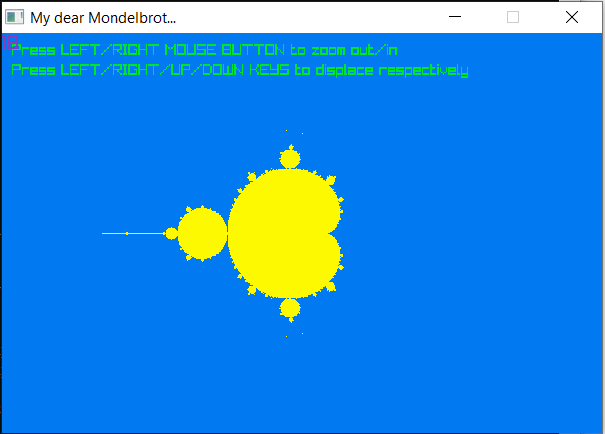 My dear Mondelbrot...
Press LEFT/RIGHT MOUSE BUTTON to zoom out/in
Press LEFT/RIGHT/UP/DOWN KEYS to displace respectively